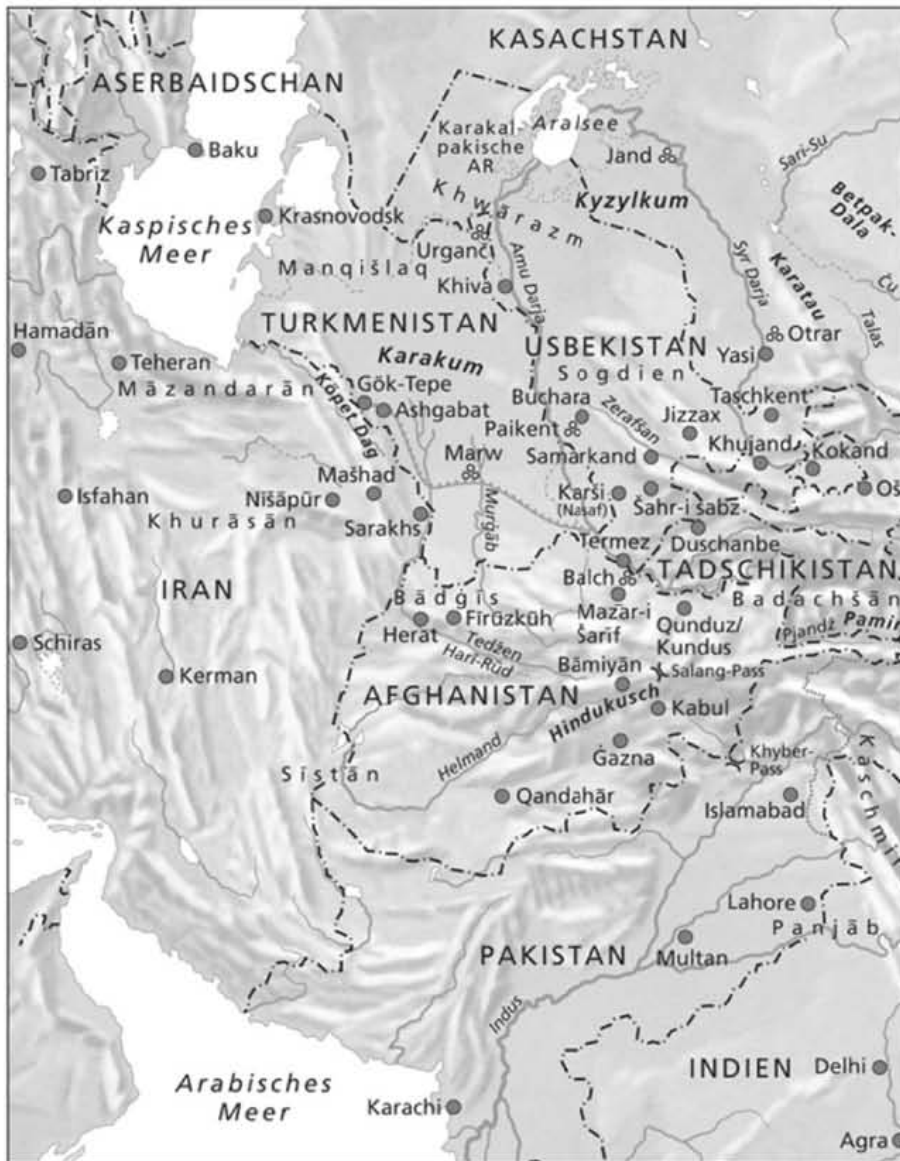 KASACHSTAN
ASERBAIDSCHAN
Aralsee
Karakal-
pakische
AR
Jand
Sari-Su
Baku
Tabriz
Betpak-
Dala
Kyzylkum
Khwārazm
Krasnovodsk
Kaspisches
Meer
Urganč
Amu Darja
Syr Darja
Karatau
Ču
Manqišlaq
Khiva
Talas
TURKMENISTAN
Otrar
Hamadān
USBEKISTAN
Yasi
Teheran
Karakum
Sogdien
Māzandarān
Köpet Dag
Gök-Tepe
Buchara
Taschkent
Ashgabat
Zerafšan
Jizzax
Paikent
Khujand
Kokand
Marw
Samarkand
Mašhad
Isfahan
Nīšāpūr
Karši
(Nasaf)
Oš
Šahr-i šabz
Khurāsān
Sarakhs
Murgāb
Duschanbe
Termez
TADSCHIKISTAN
IRAN
Balch
Bādġīs
Badachšān
Mazar-i
Šarīf
Fīrūzkūh
Qunduz/
Kundus
Herat
Pjandž
Pamir
Schiras
Tedžen
Harī-Rūd
Bāmiyān
Salang-Pass
Kerman
AFGHANISTAN
Hindukusch
Kabul
Ġazna
Khyber-
Pass
Kaschmir
Helmand
Sīstān
Qandahār
Islamabad
Lahore
Panjāb
PAKISTAN
Multan
Indus
INDIEN
Delhi
Arabisches
Meer
Karachi
Agra